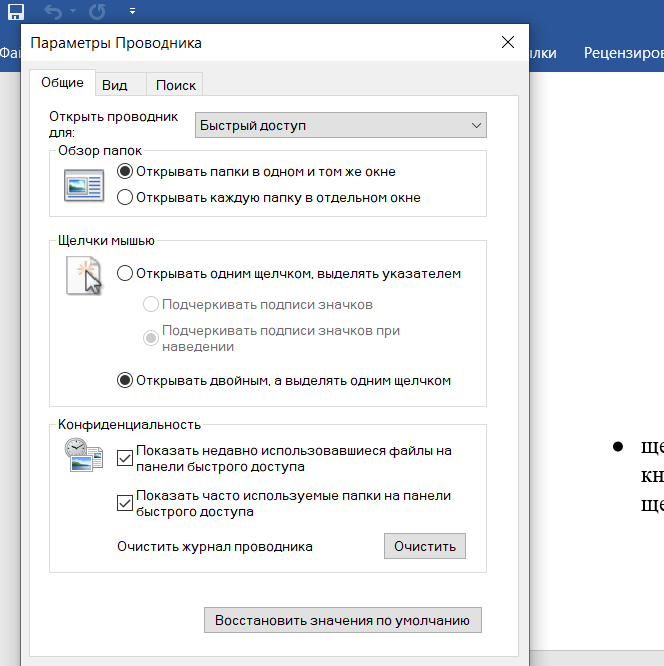 Параметры Проводника
Рецензиров
Общие
Вид
Поиск
Открыть проводник
для:
Быстрый доступ
Обзор папок
Открывать папки в одном и том же окне
Открывать каждую папку в отдельном окне
Щелчки мышью
Открывать одним щелчком, выделять указателем
Подчеркивать подписи значков
Подчеркивать подписи значков при
наведении
Открывать двойным, а выделять одним щелчком
Конфиденциальность
Показать недавно использовавшиеся файлы на
панели быстрого доступа
Показать часто используемые папки на панели
быстрого доступа
Очистить журнал проводника
Очистить
Восстановить значения по умолчанию
ще
кн
ще